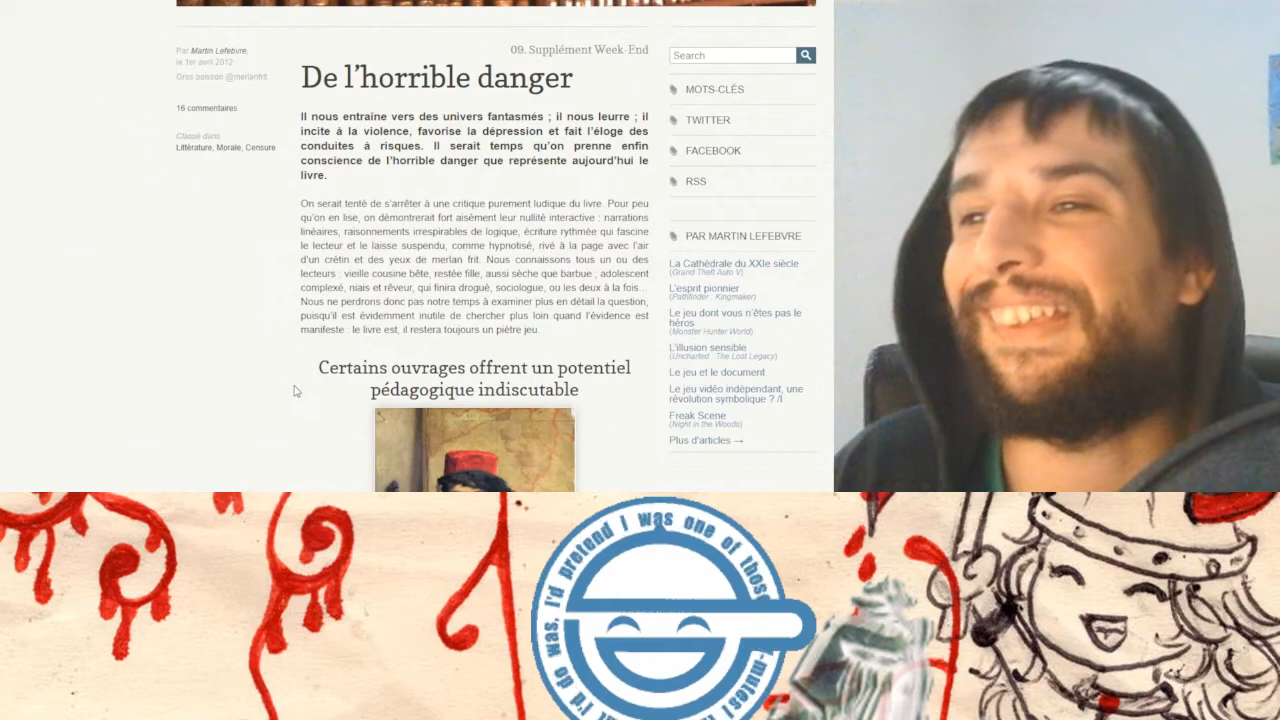 Par Martin Lefebvre,
le 1er avril 2012
Gros poisson @merlanfrit
16 commentaires
Classé dans
Littérature, Morale, Censure
09. Supplément Week-End
De l'horrible danger
Il nous entraîne vers des univers fantasmés ; il nous leurre ; il
incite à la violence, favorise la dépression et fait l'éloge des
conduites à risques. Il serait temps qu'on prenne enfin
conscience de l'horrible danger que représente aujourd'hui le
livre.
On serait tenté de s'arrêter à une critique purement ludique du livre. Pour peu
qu'on en lise, on démontrerait fort aisément leur nullité interactive : narrations
linéaires, raisonnements irrespirables de logique, écriture rythmée qui fascine
le lecteur et le laisse suspendu, comme hypnotisé, rivé à la page avec l'air
d'un crétin et des yeux de merlan frit. Nous connaissons tous un ou des
lecteurs : vieille cousine bête, restée fille, aussi sèche que barbue ; adolescent
complexé, niais et rêveur, qui finira drogué, sociologue, ou les deux à la fois...
Nous ne perdrons donc pas notre temps à examiner plus en détail la question,
puisqu'il est évidemment inutile de chercher plus loin quand l'évidence est
manifeste : le livre est, il restera toujours un piètre jeu.
Certains ouvrages offrent un potentiel
pédagogique indiscutable
Search
MOTS-CLÉS
TWITTER
FACEBOOK
RSS
PAR MARTIN LEFEBVRE
La Cathédrale du XXIe siècle
(Grand Theft Auto V)
L'esprit pionnier
(Pathfinder : Kingmaker)
Le jeu dont vous n'êtes pas le
héros
(Monster Hunter World)
L'illusion sensible
(Uncharted : The Lost Legacy)
Le jeu et le document
Le jeu vidéo indépendant, une
révolution symbolique ? /I
Freak Scene
(Night in the Woods)
Plus d'articles →
I'd do was, I'd pretend I was one of those
-mutes